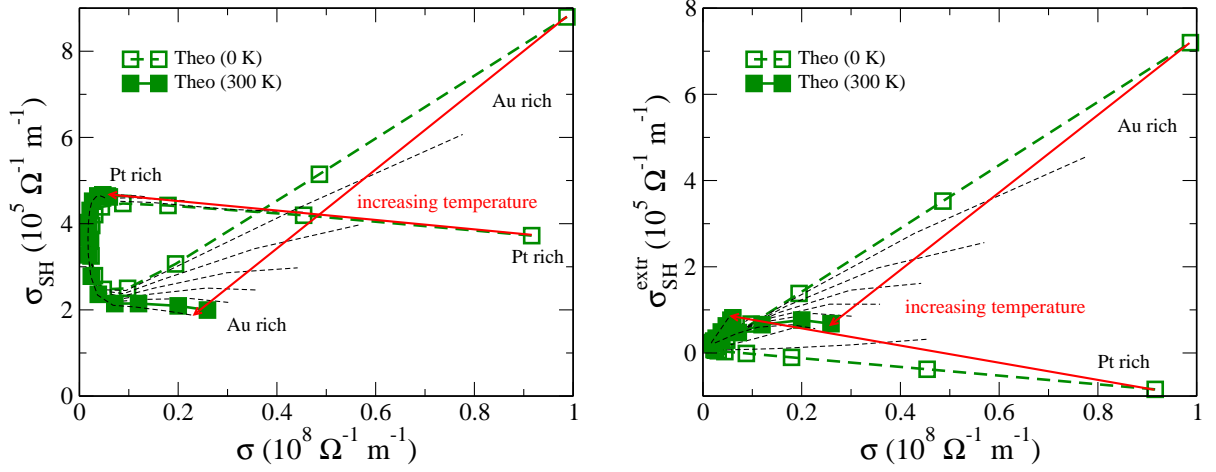 8
6
4
2
0
σSH (10^5 Ω^-1 m^-1)
Theo (0 K)
Theo (300 K)
Au rich
Pt rich
increasing temperature
Pt rich
Au rich
0
0.2
0.4
0.6
0.8
1
σ (10^8 Ω^-1 m^-1)
8
6
4
2
0
σSH^extr (10^5 Ω^-1 m^-1)
Theo (0 K)
Theo (300 K)
Au rich
increasing temperature
Pt rich
0
0.2
0.4
0.6
0.8
1
σ (10^8 Ω^-1 m^-1)